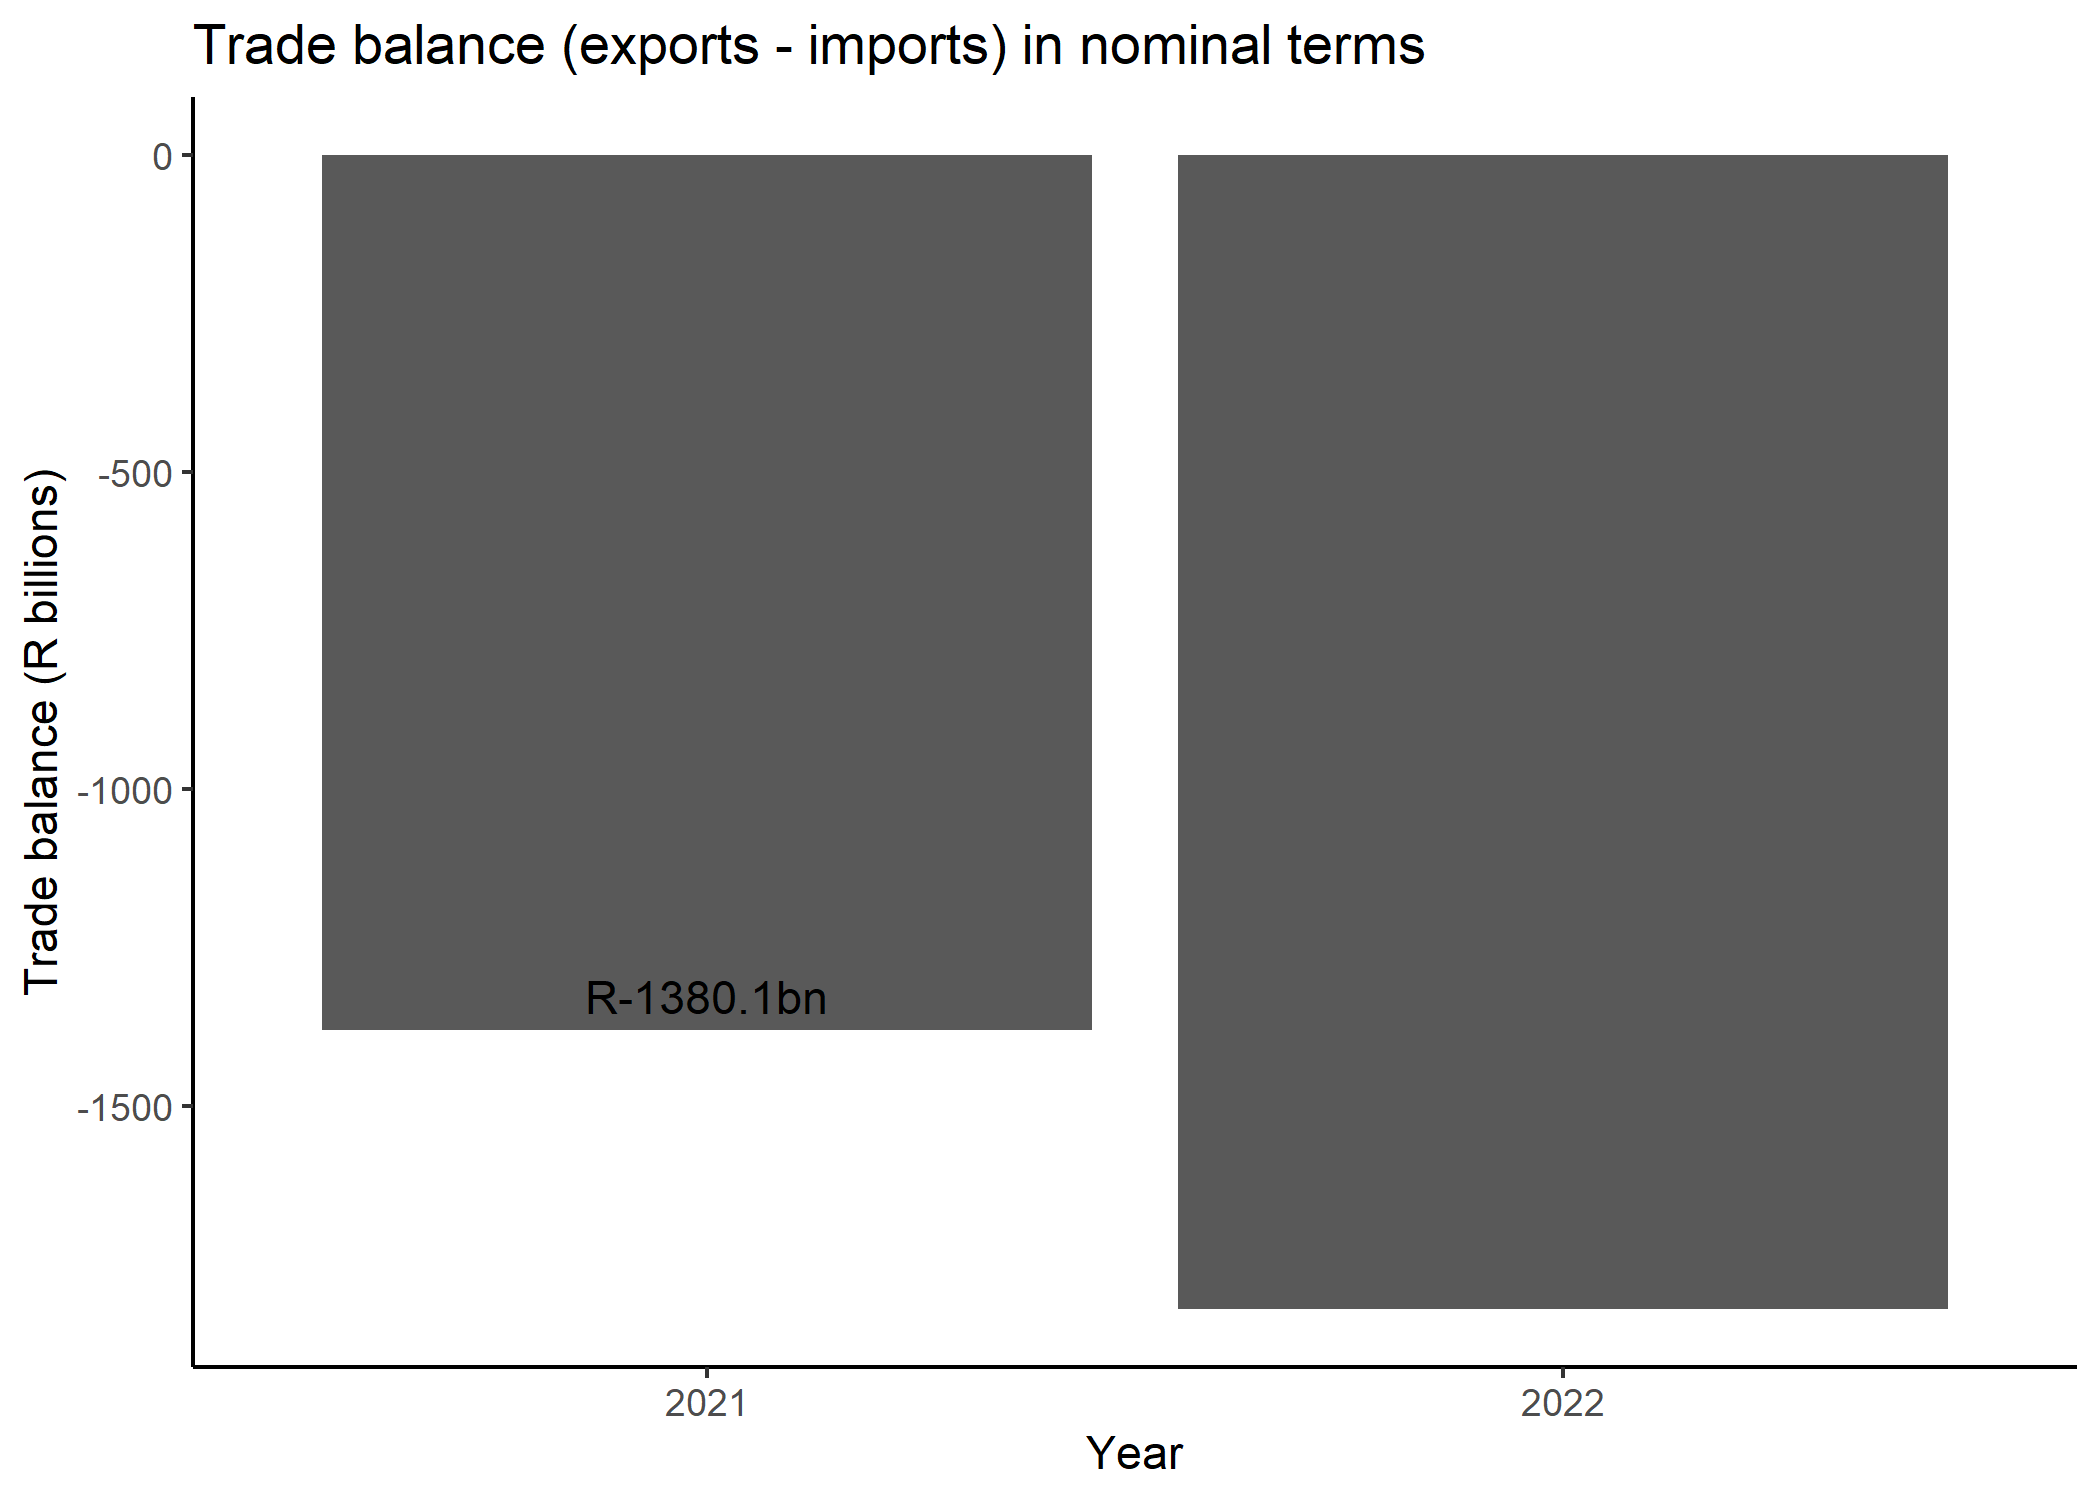 Trade balance (exports - imports) in nominal terms
Trade balance (R billions)
0
-500
-1000
-1500
R-1380.1bn
2021
2022
Year